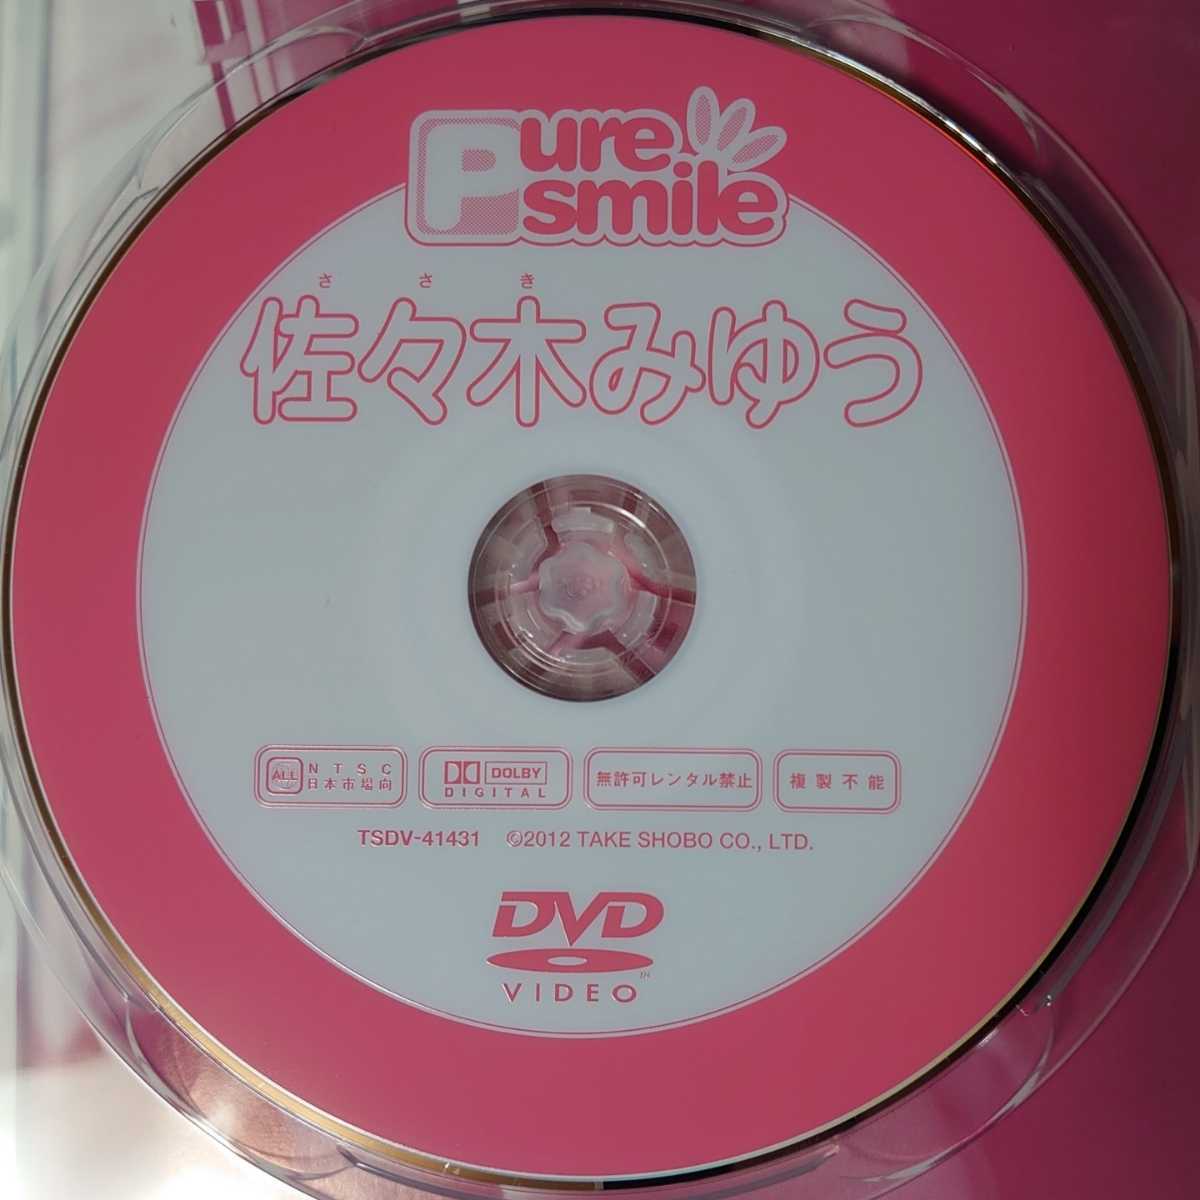 Pure smile
さ さ き
佐々木みゆう
ALL NTSC 日本市場向
DOLBY DIGITAL
無許可レンタル禁止
複製不能
TSDV-41431 ©2012 TAKE SHOBO CO., LTD.
DVD
VIDEO